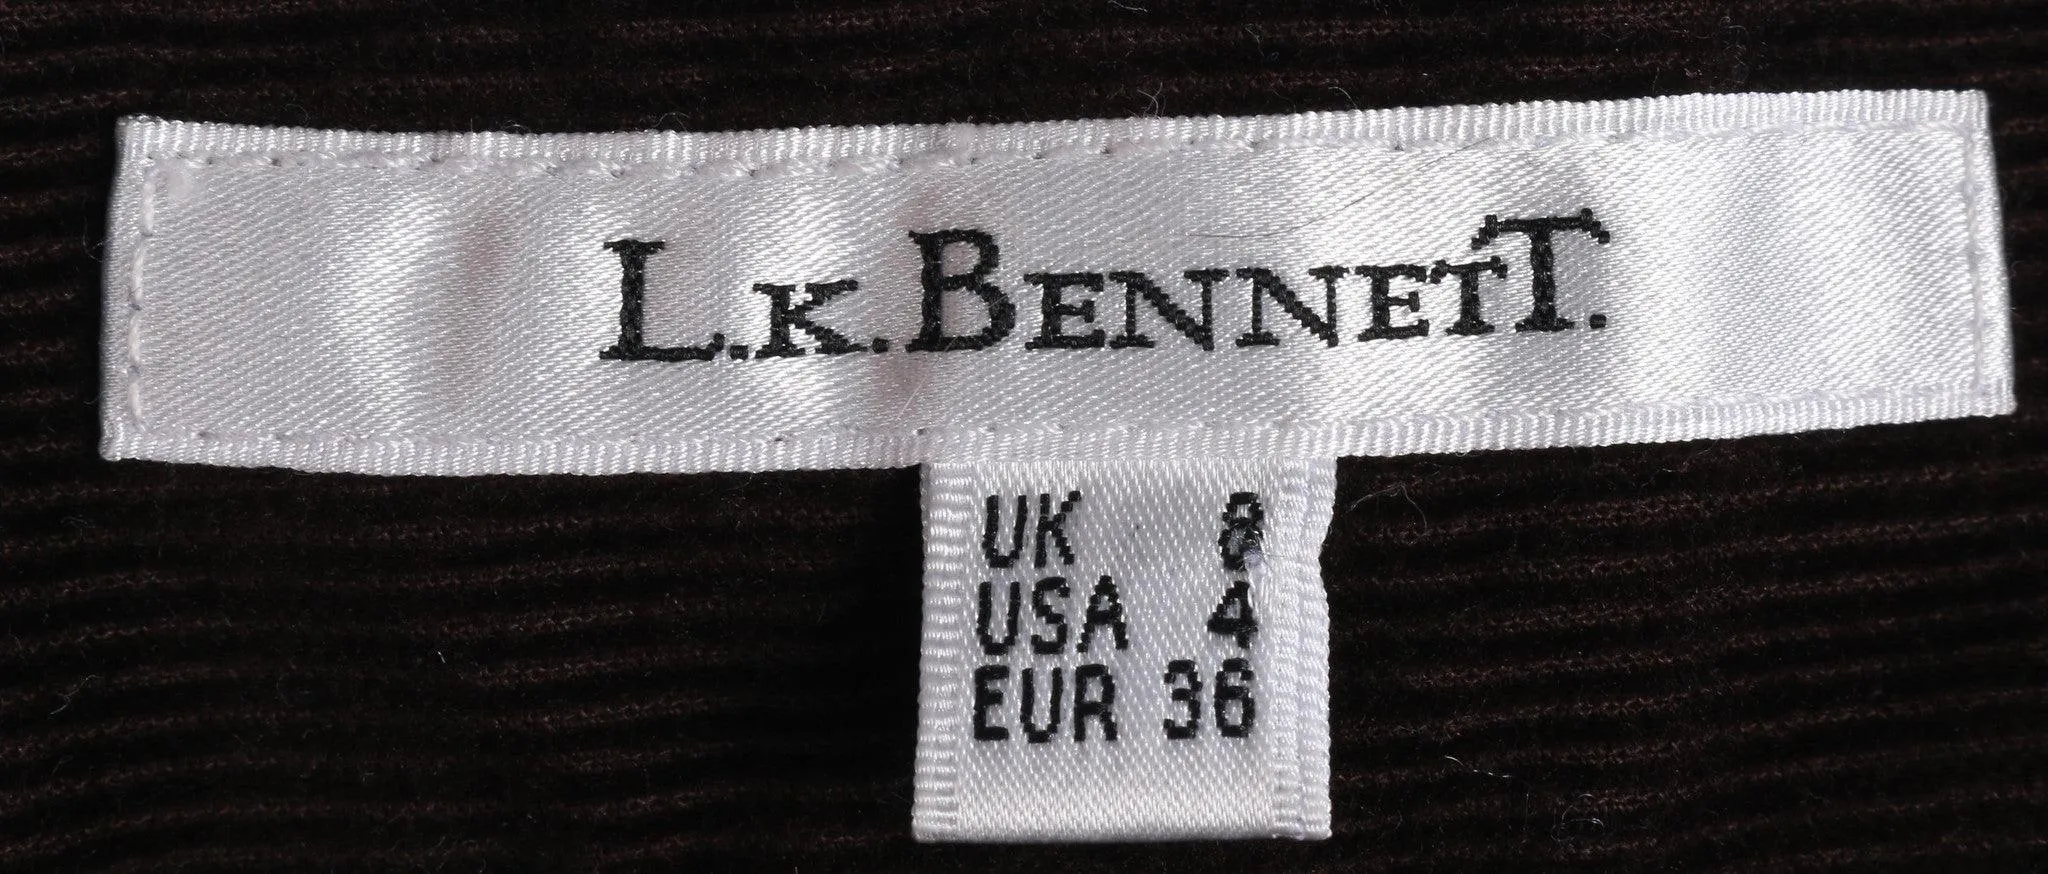 L.K.BENNETT.
UK 8
USA 4
EUR 36